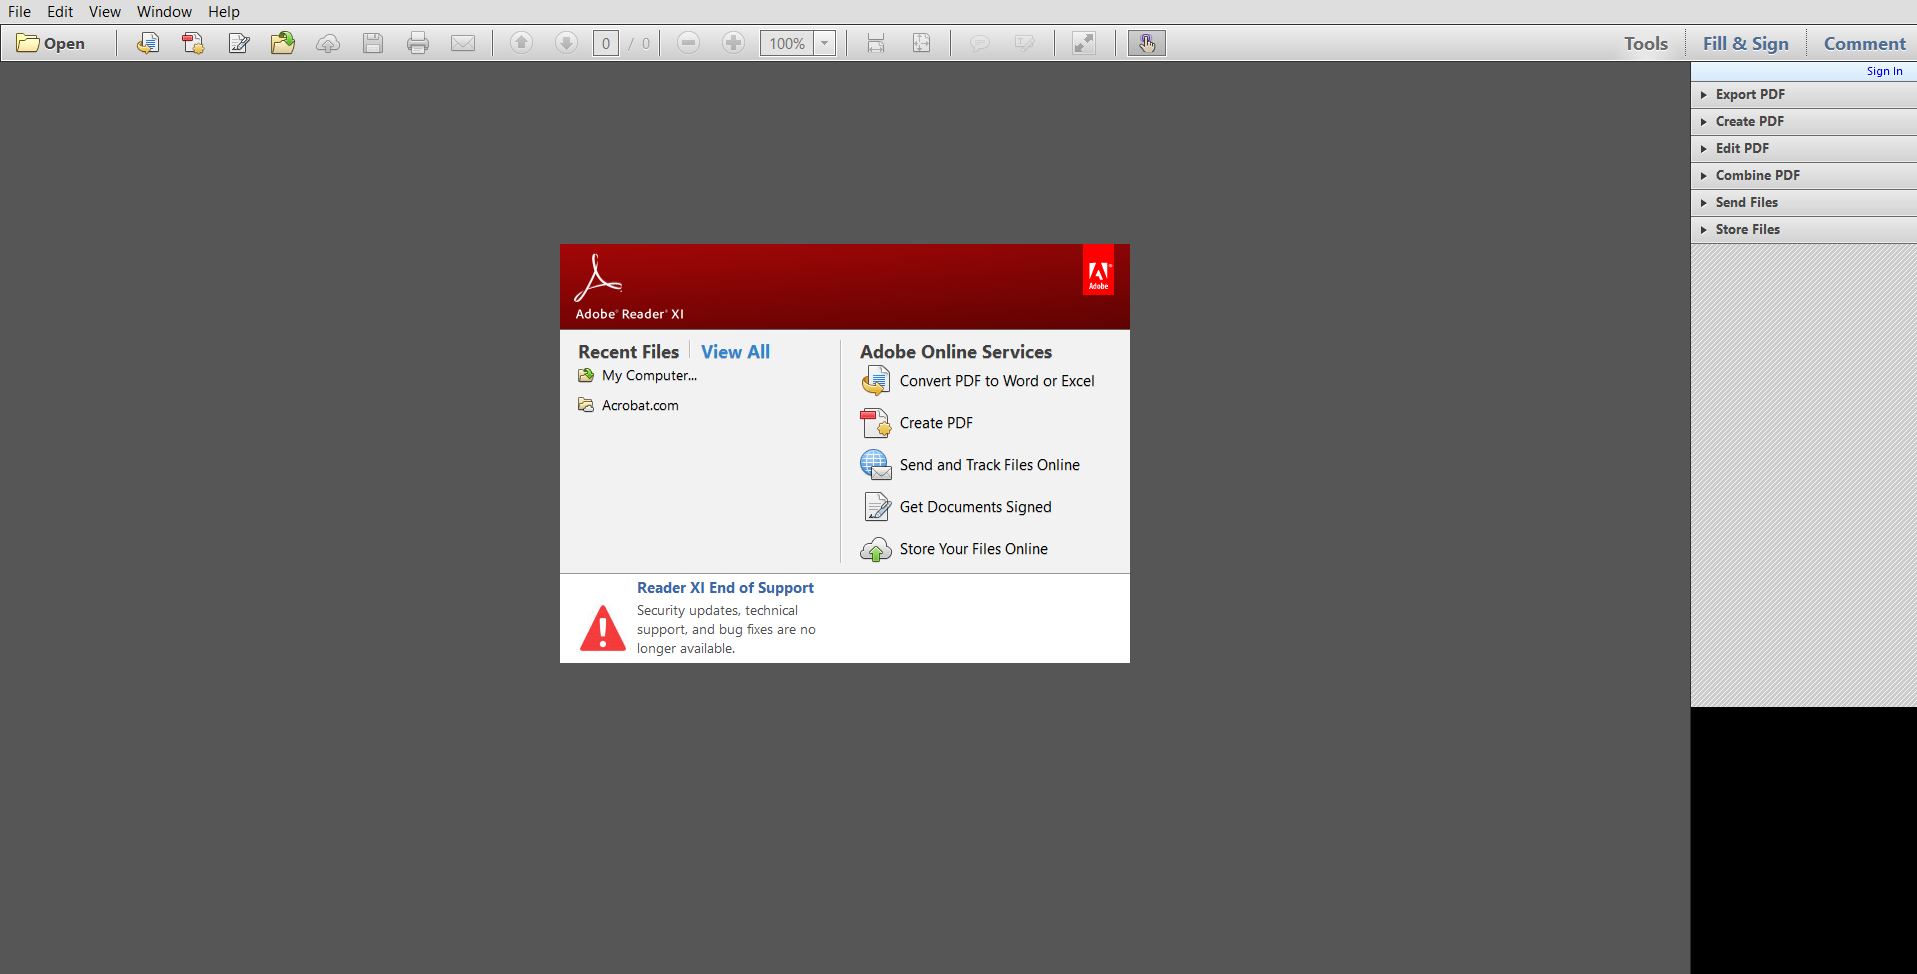 File Edit View Window Help
Open 0 / 0 100% Tools Fill & Sign Comment
Sign In
Export PDF
Create PDF
Edit PDF
Combine PDF
Send Files
Store Files
Adobe
Adobe® Reader® XI
Recent Files View All
My Computer...
Acrobat.com
Adobe Online Services
Convert PDF to Word or Excel
Create PDF
Send and Track Files Online
Get Documents Signed
Store Your Files Online
Reader XI End of Support
Security updates, technical
support, and bug fixes are no
longer available.